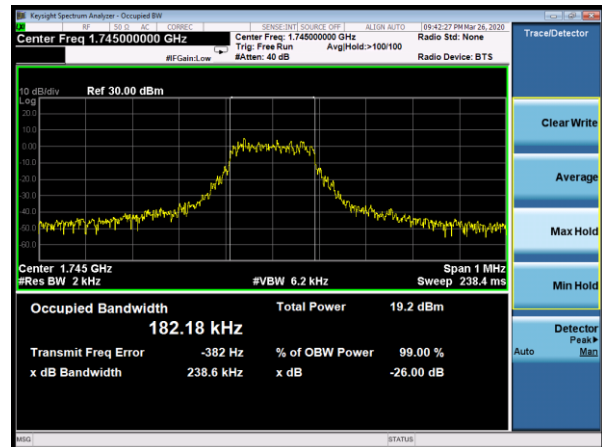 Keysight Spectrum Analyzer - Occupied BW
RF 50 Ω AC CORREC SENSE:INT SOURCE OFF ALIGN AUTO 09:42:27 PM Mar 26, 2020
Center Freq 1.745000000 GHz
Center Freq: 1.745000000 GHz
Radio Std: None
Trig: Free Run Avg|Hold:>100/100
#IFGain:Low #Atten: 40 dB Radio Device: BTS
Trace/Detector
10 dB/div Ref 30.00 dBm
Log
20.0
10.0
0.00
-10.0
-20.0
-30.0
-40.0
-50.0
-60.0
Center 1.745 GHz Span 1 MHz
#Res BW 2 kHz #VBW 6.2 kHz Sweep 238.4 ms
Occupied Bandwidth Total Power 19.2 dBm
182.18 kHz
Transmit Freq Error -382 Hz % of OBW Power 99.00 %
x dB Bandwidth 238.6 kHz x dB -26.00 dB
Clear Write
Average
Max Hold
Min Hold
Detector
Peak▶
Auto Man
MSG STATUS